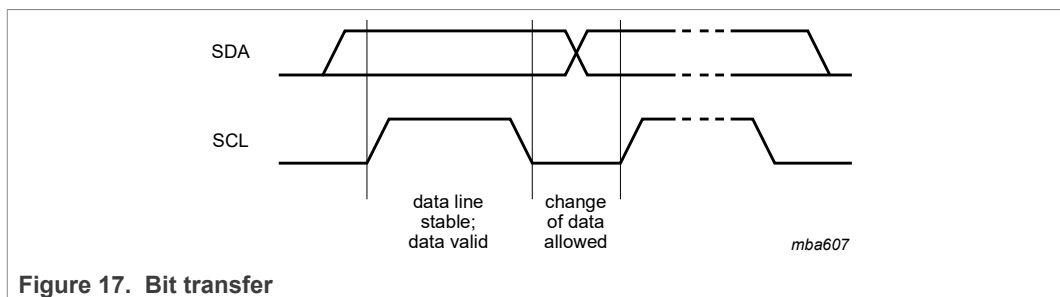 SDA
SCL
data line
stable;
data valid
change
of data
allowed
mba607
Figure 17. Bit transfer